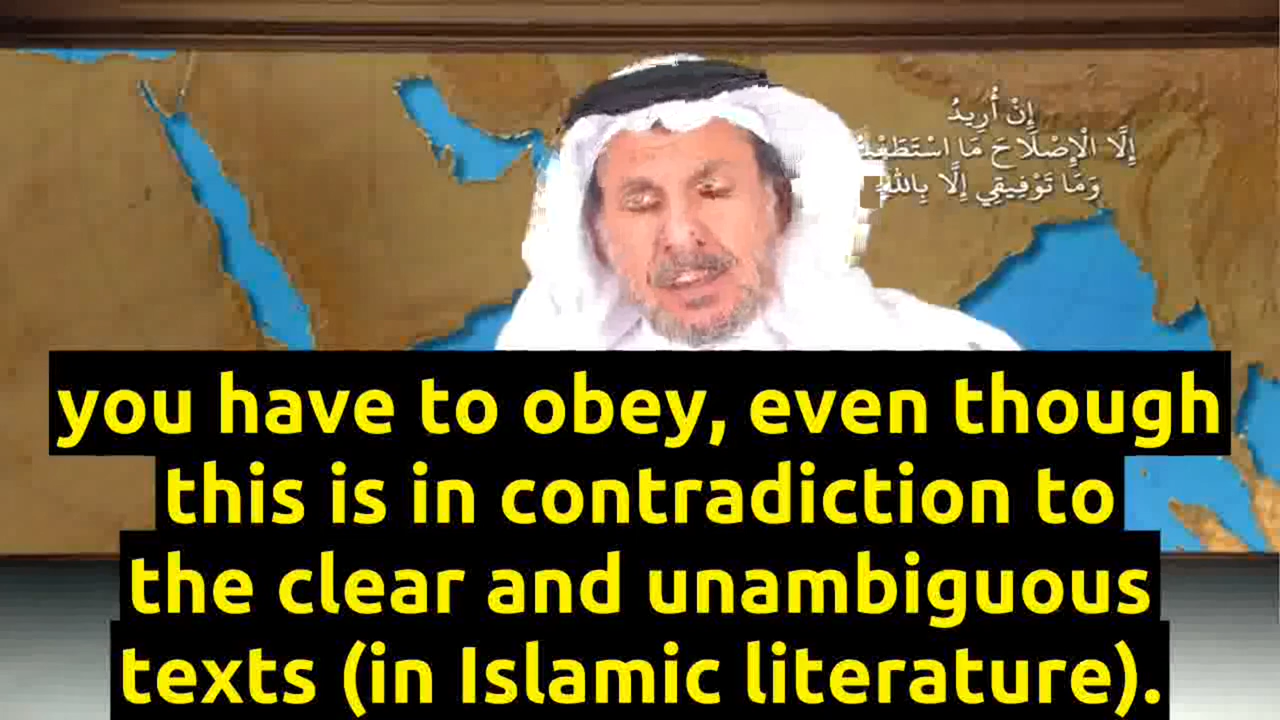 إِنْ أُرِيدُ
إِلَّا الْإِصْلَاحَ مَا اسْتَطَعْتُ
وَمَا تَوْفِيقِي إِلَّا بِاللَّهِ
you have to obey, even though
this is in contradiction to
the clear and unambiguous
texts (in Islamic literature).